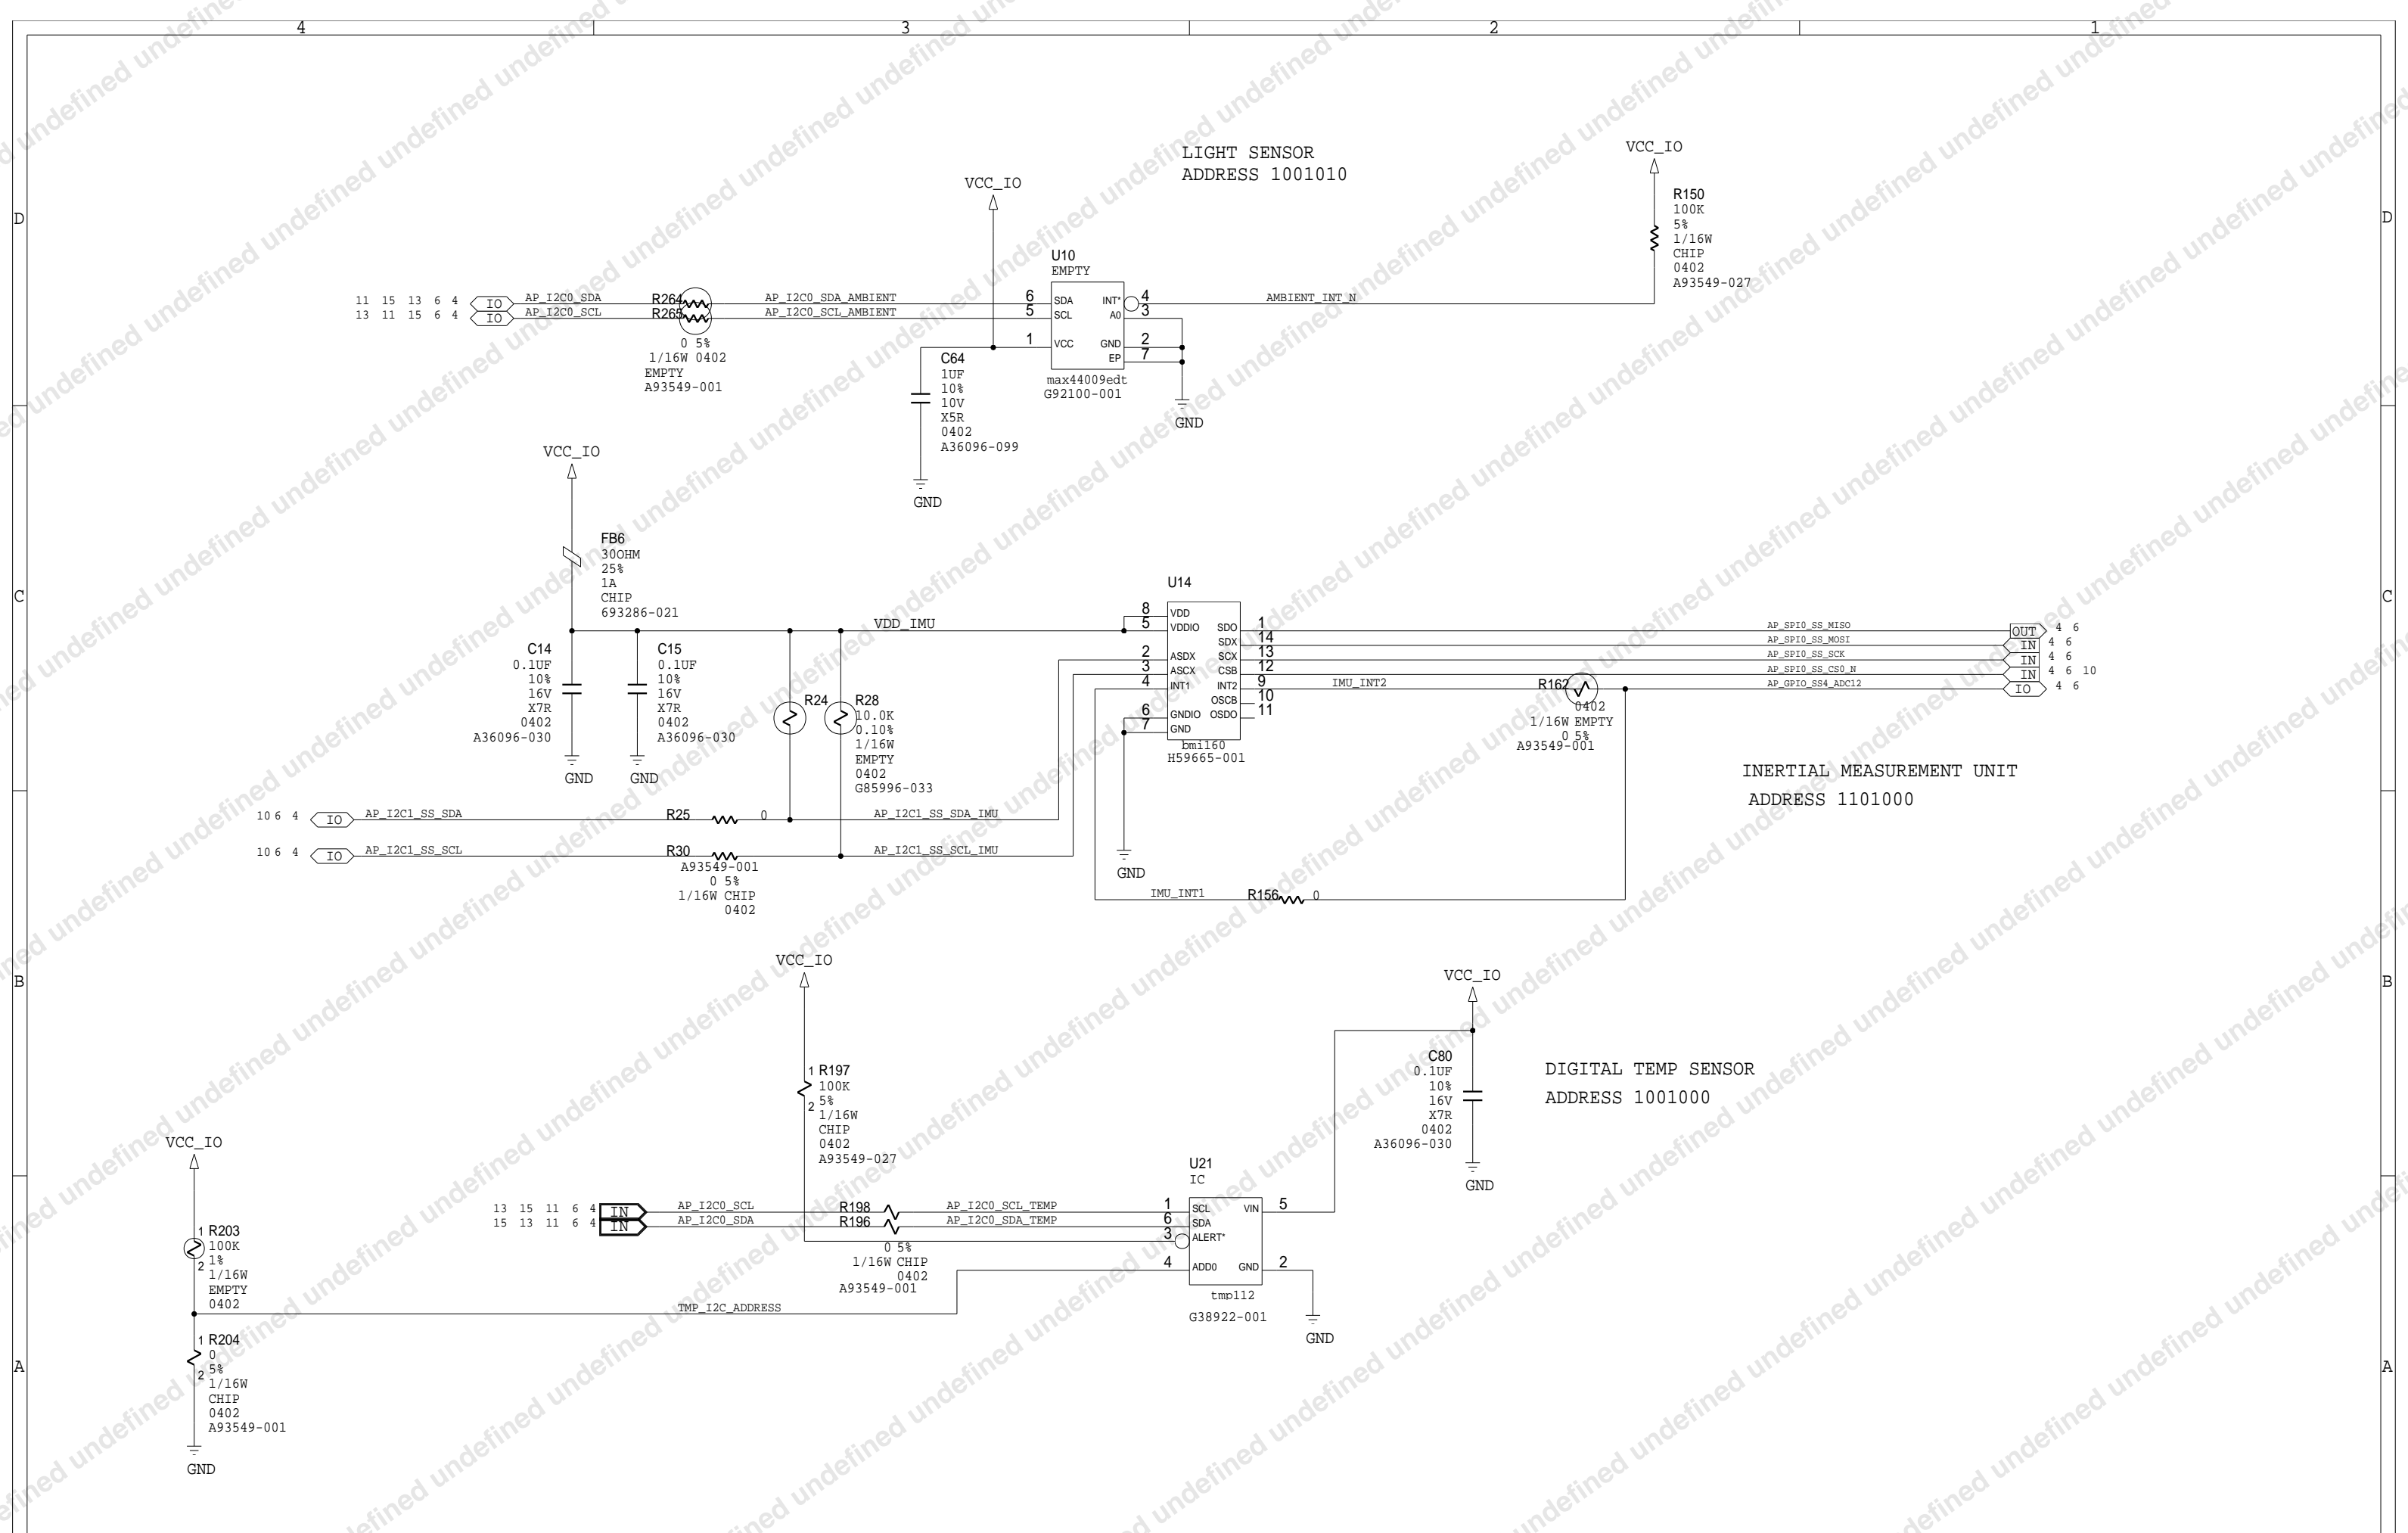 4 3 2 1
LIGHT SENSOR
ADDRESS 1001010
VCC_IO
VCC_IO
R150
100K
5%
1/16W
CHIP
0402
A93549-027
D D
U10
EMPTY
11 15 13 6 4 IO AP_I2C0_SDA R264 AP_I2C0_SDA_AMBIENT 6 SDA INT* 4 AMBIENT_INT_N
13 11 15 6 4 IO AP_I2C0_SCL R265 AP_I2C0_SCL_AMBIENT 5 SCL A0 3
1 VCC GND 2
EP 7
0 5%
1/16W 0402
EMPTY
A93549-001
max44009edt
G92100-001
C64
1UF
10%
10V
X5R
0402
A36096-099
GND
GND
VCC_IO
FB6
30OHM
25%
1A
CHIP
693286-021
C C
VDD_IMU
U14
8 VDD
5 VDDIO SDO 1 AP_SPI0_SS_MISO OUT 4 6
SDX 14 AP_SPI0_SS_MOSI IN 4 6
2 ASDX SCX 13 AP_SPI0_SS_SCK IN 4 6
3 ASCX CSB 12 AP_SPI0_SS_CS0_N IN 4 6 10
4 INT1 INT2 9 IMU_INT2 R162 AP_GPIO_SS4_ADC12 IO 4 6
OSCB 10
6 GNDIO OSDO 11
7 GND
bmi160
H59665-001
0402
1/16W EMPTY
0 5%
A93549-001
C14
0.1UF
10%
16V
X7R
0402
A36096-030
GND
C15
0.1UF
10%
16V
X7R
0402
A36096-030
GND
R24
R28
10.0K
0.10%
1/16W
EMPTY
0402
G85996-033
INERTIAL MEASUREMENT UNIT
ADDRESS 1101000
10 6 4 IO AP_I2C1_SS_SDA R25 0 AP_I2C1_SS_SDA_IMU
10 6 4 IO AP_I2C1_SS_SCL R30 AP_I2C1_SS_SCL_IMU
A93549-001
0 5%
1/16W CHIP
0402
GND
IMU_INT1 R156 0
B B
VCC_IO
VCC_IO
1 R197
100K
2 5%
1/16W
CHIP
0402
A93549-027
C80
0.1UF
10%
16V
X7R
0402
A36096-030
GND
DIGITAL TEMP SENSOR
ADDRESS 1001000
VCC_IO
U21
IC
13 15 11 6 4 IN AP_I2C0_SCL R198 AP_I2C0_SCL_TEMP 1 SCL VIN 5
15 13 11 6 4 IN AP_I2C0_SDA R196 AP_I2C0_SDA_TEMP 6 SDA
3 ALERT*
4 ADD0 GND 2
0 5%
1/16W CHIP
0402
A93549-001
tmp112
G38922-001
GND
1 R203
100K
2 1%
1/16W
EMPTY
0402
TMP_I2C_ADDRESS
1 R204
0
2 5%
1/16W
CHIP
0402
A93549-001
GND
A A
undefined undefined undefined undefined undefined undefined